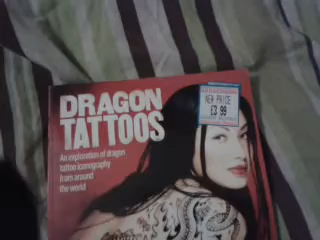 DRAGON
TATTOOS
An exploration of dragon
tattoo iconography
from around
the world
NEW PRICE
£3.99